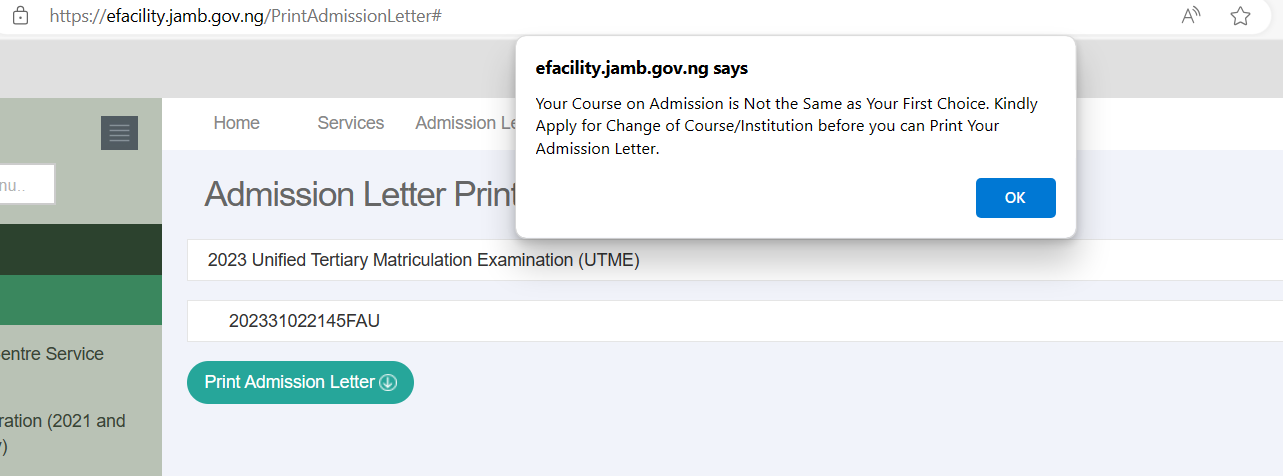 https://efacility.jamb.gov.ng/PrintAdmissionLetter#
efacility.jamb.gov.ng says
Your Course on Admission is Not the Same as Your First Choice. Kindly
Apply for Change of Course/Institution before you can Print Your
Admission Letter.
OK
Home Services Admission Le
nu..
Admission Letter Print
2023 Unified Tertiary Matriculation Examination (UTME)
202331022145FAU
Print Admission Letter
entre Service
ration (2021 and
)